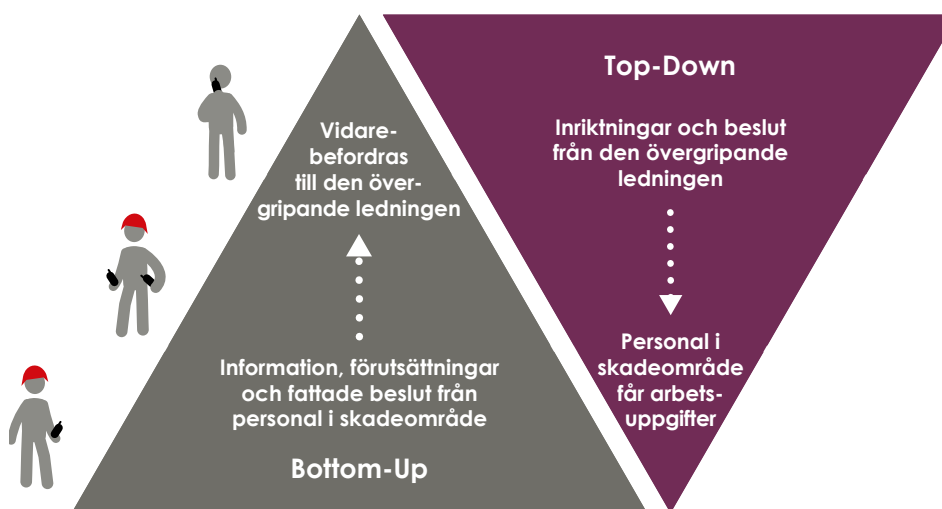 Vidare-
befordras
till den över-
gripande ledningen
Information, förutsättningar
och fattade beslut från
personal i skadeområde
Bottom-Up
Top-Down
Inriktningar och beslut
från den övergripande
ledningen
Personal i
skadeområde
får arbets-
uppgifter